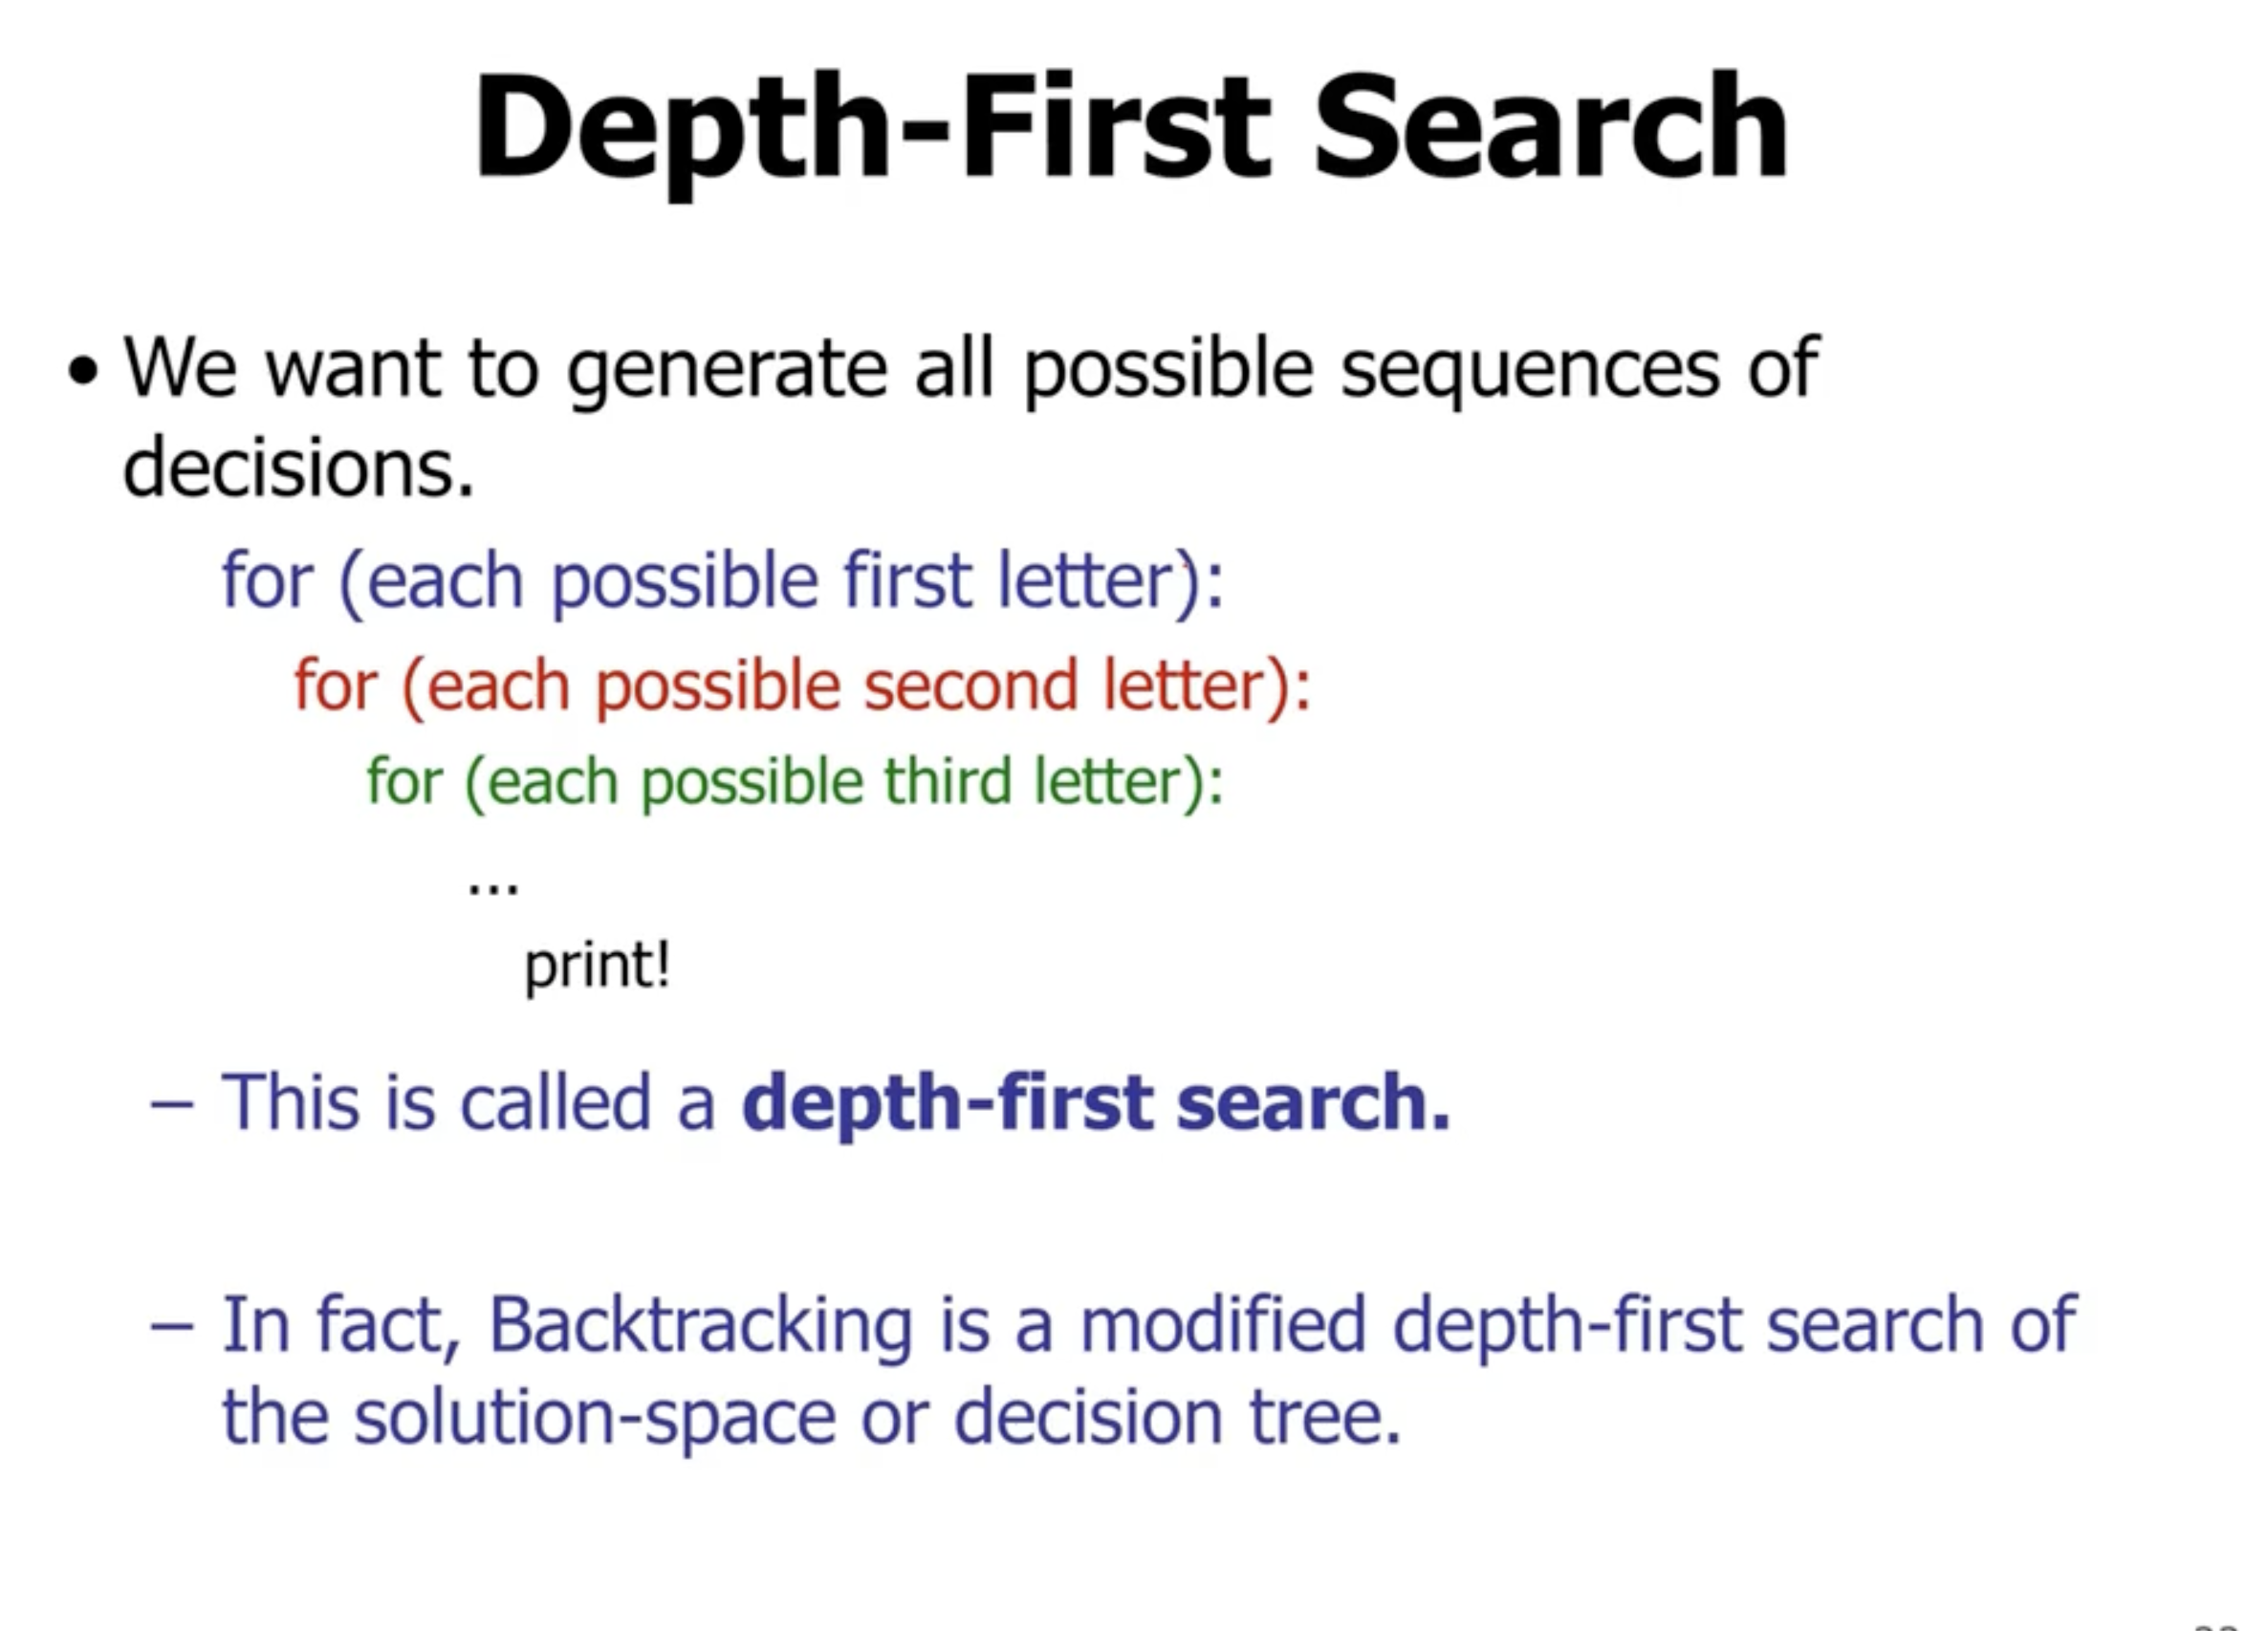 Depth-First Search
• We want to generate all possible sequences of
decisions.
for (each possible first letter):
for (each possible second letter):
for (each possible third letter):
...
print!
– This is called a depth-first search.
– In fact, Backtracking is a modified depth-first search of
the solution-space or decision tree.